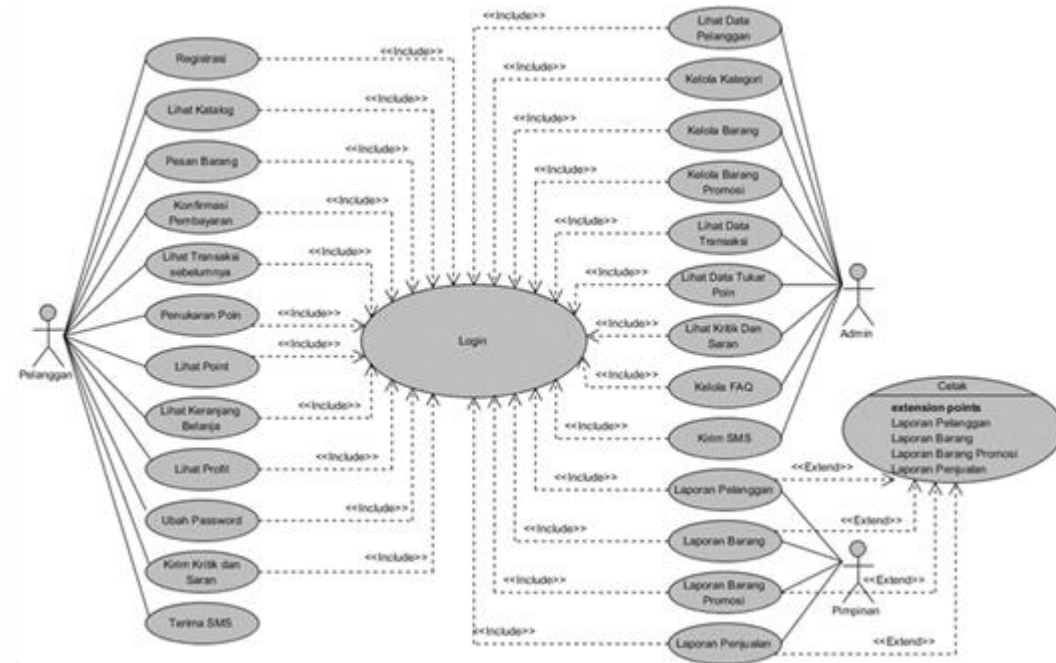 Registrasi
Lihat Katalog
Pesan Barang
Konfirmasi
Pembayaran
Lihat Transaksi
sebelumnya
Penukaran Poin
Lihat Point
Lihat Keranjang
Belanja
Lihat Profil
Ubah Password
Kirim Kritik dan
Saran
Terima SMS
Pelanggan
<<Include>>
<<Include>>
<<Include>>
<<Include>>
<<Include>>
<<Include>>
<<Include>>
<<Include>>
<<Include>>
<<Include>>
<<Include>>
Login
<<Include>>
<<Include>>
<<Include>>
<<Include>>
<<Include>>
<<Include>>
<<Include>>
<<Include>>
<<Include>>
<<Include>>
<<Include>>
<<Include>>
<<Include>>
Lihat Data
Pelanggan
Kelola Kategori
Kelola Barang
Kelola Barang
Promosi
Lihat Data
Transaksi
Lihat Data Tukar
Poin
Lihat Kritik Dan
Saran
Kelola FAQ
Kirim SMS
Laporan Pelanggan
Laporan Barang
Laporan Barang
Promosi
Laporan Penjualan
Admin
Pimpinan
<<Extend>>
<<Extend>>
<<Extend>>
<<Extend>>
Cetak
extension points
Laporan Pelanggan
Laporan Barang
Laporan Barang Promosi
Laporan Penjualan